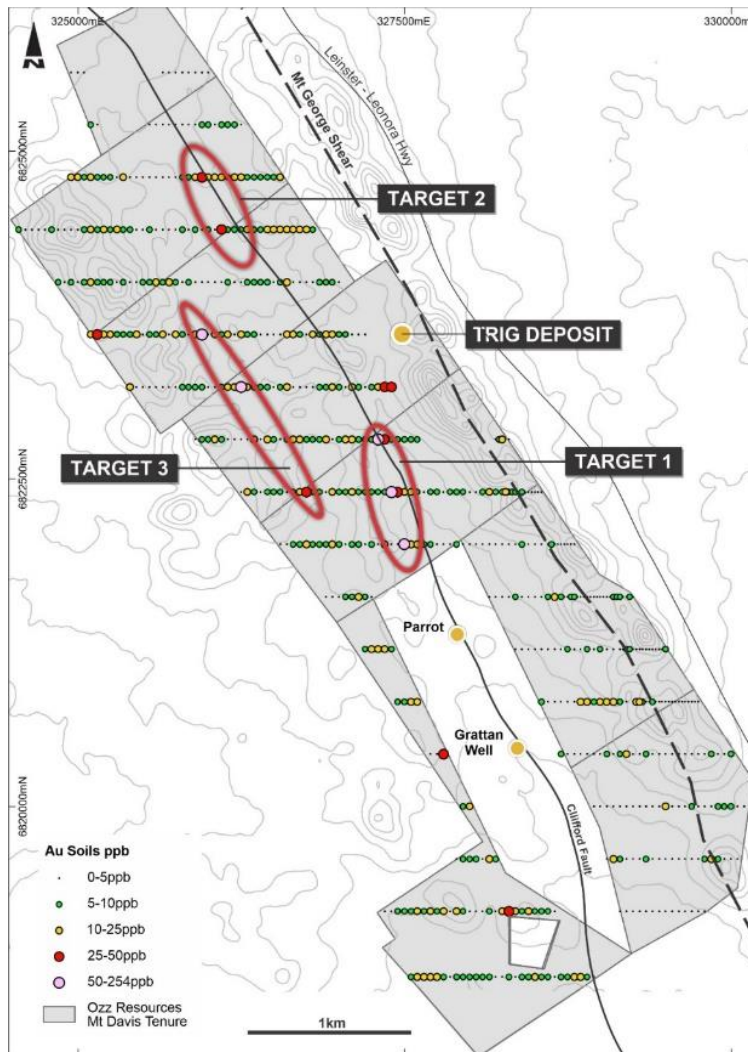 325000mE
327500mE
330000mE
N
Leinster - Leonora Hwy
Mt George Shear
6825000mN
TARGET 2
TRIG DEPOSIT
TARGET 3
TARGET 1
6822500mN
Parrot
Grattan
Well
6820000mN
Cliifford Fault
Au Soils ppb
0-5ppb
5-10ppb
10-25ppb
25-50ppb
50-254ppb
Ozz Resources
Mt Davis Tenure
1km